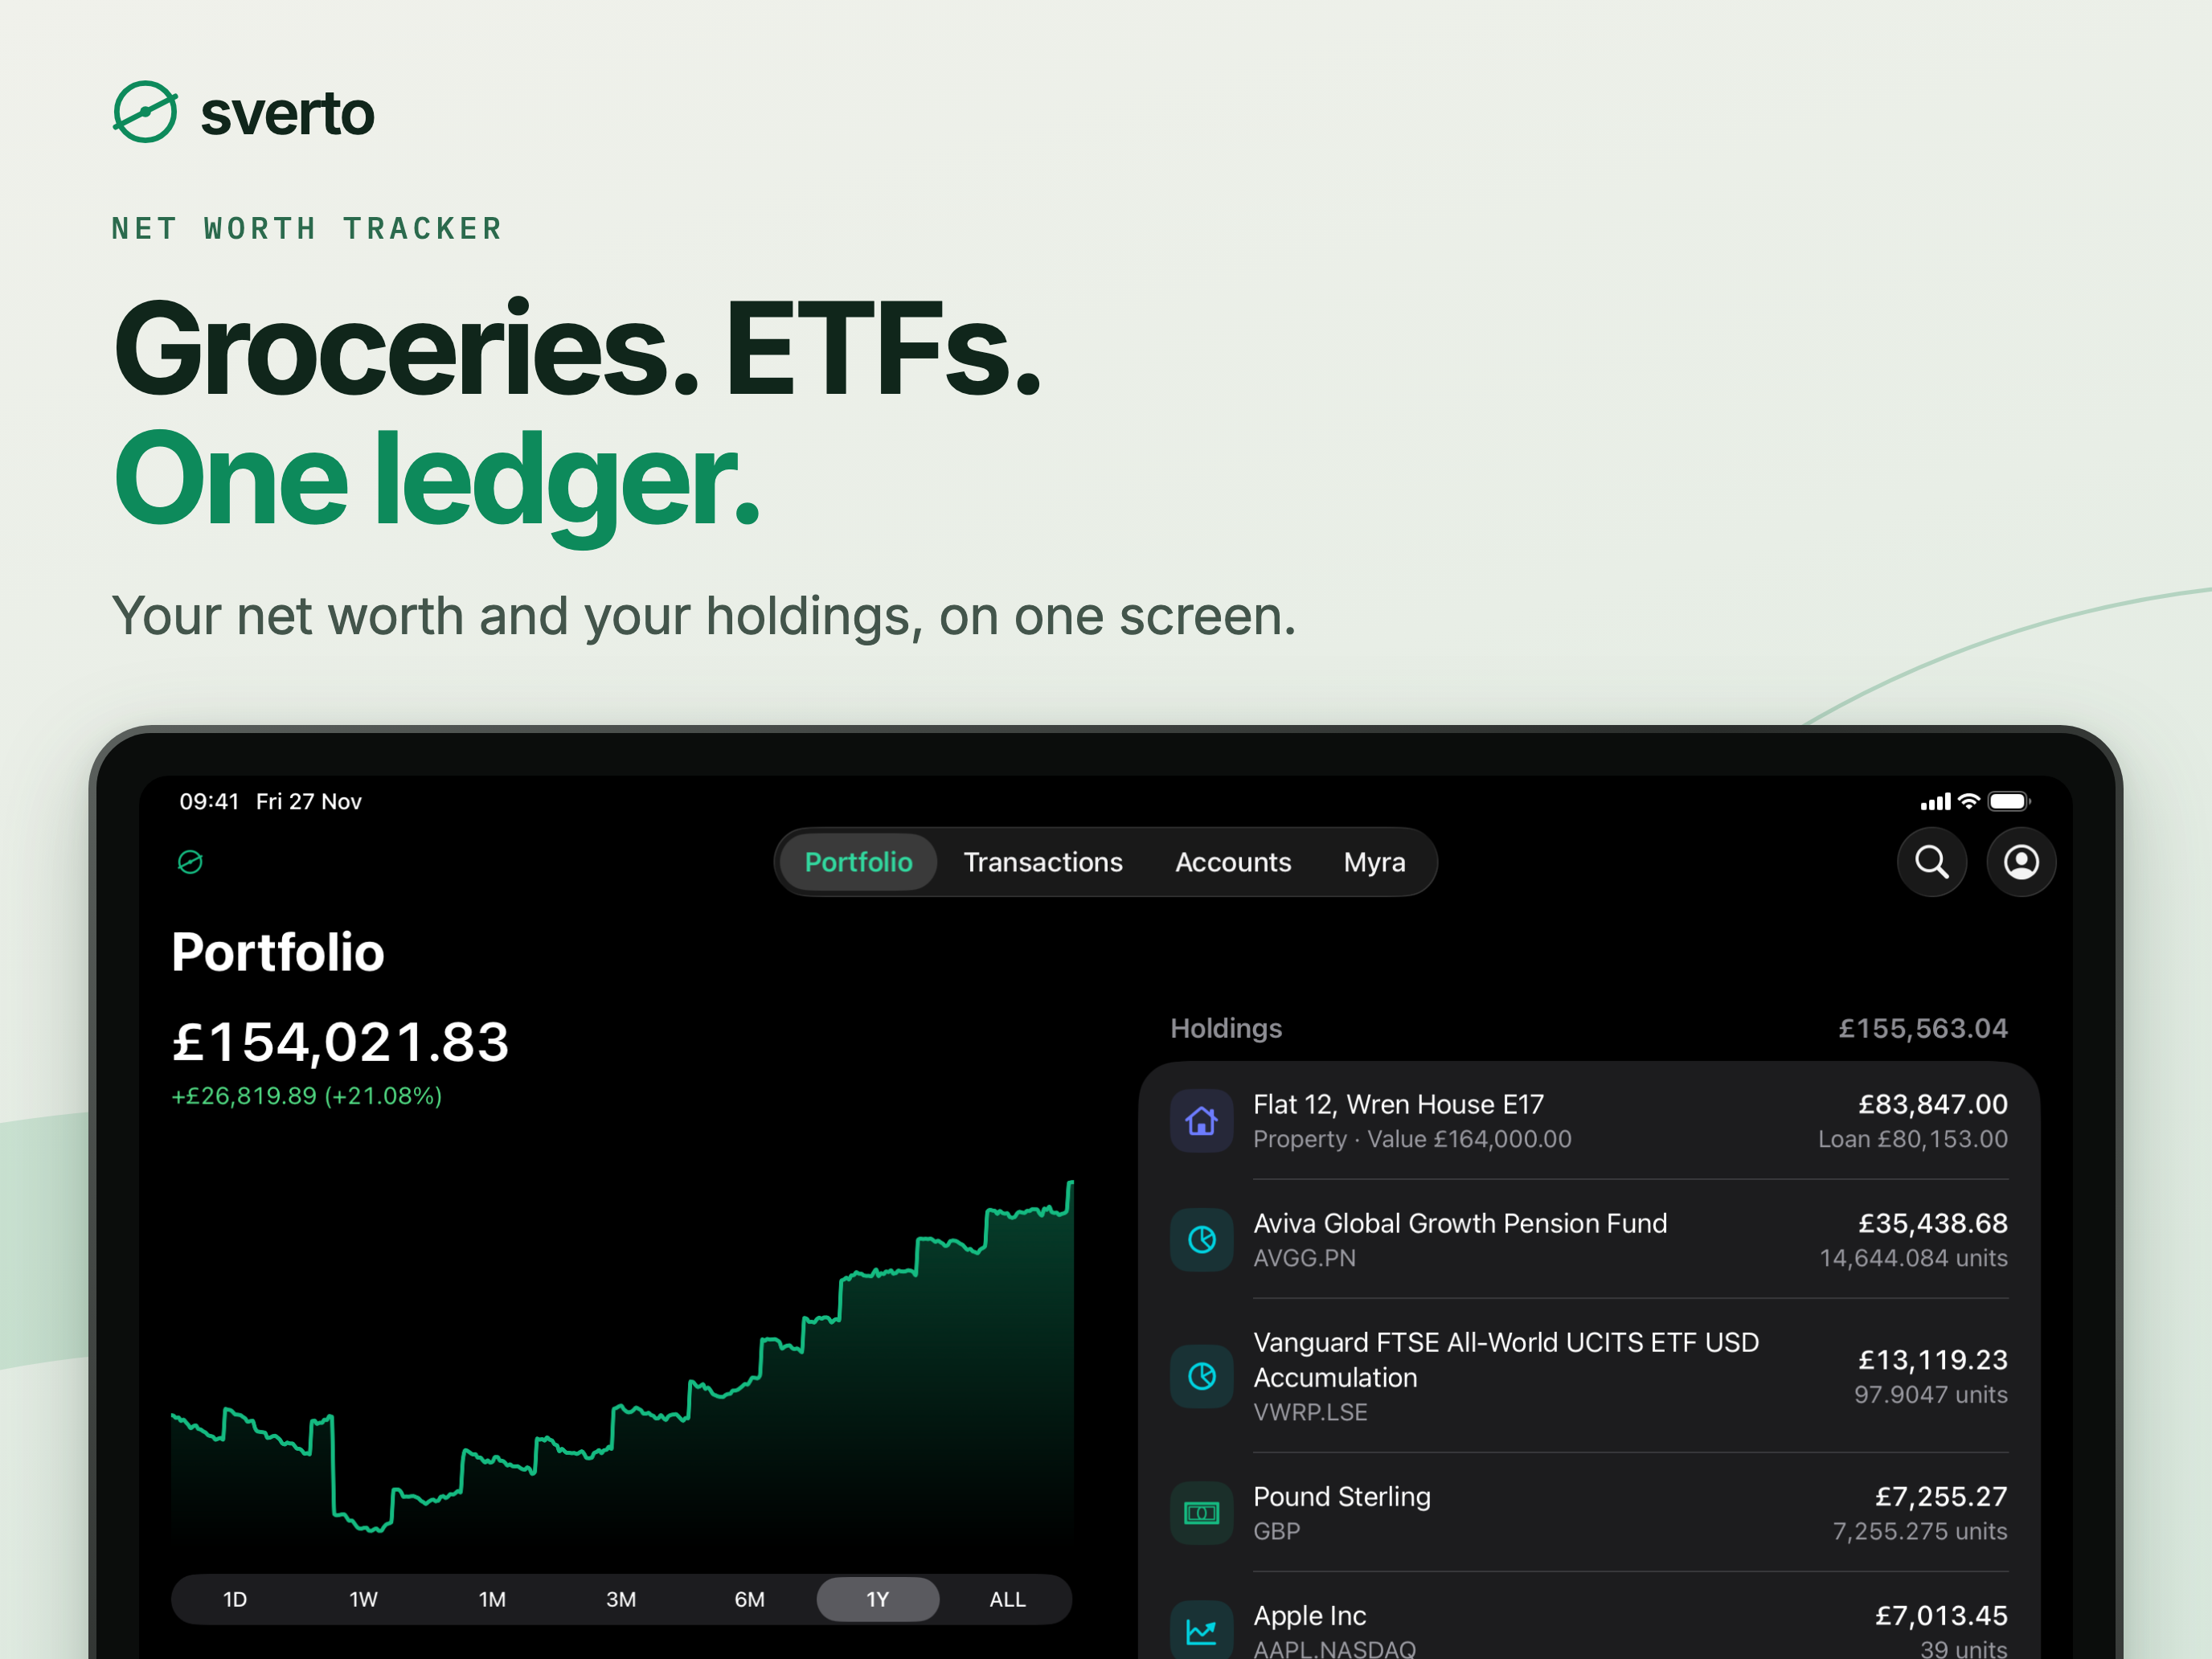 sverto
NET WORTH TRACKER
Groceries. ETFs.
One ledger.
Your net worth and your holdings, on one screen.
09:41 Fri 27 Nov
Portfolio Transactions Accounts Myra
Portfolio
£154,021.83
+£26,819.89 (+21.08%)
1D 1W 1M 3M 6M 1Y ALL
Holdings £155,563.04
Flat 12, Wren House E17 £83,847.00
Property · Value £164,000.00 Loan £80,153.00
Aviva Global Growth Pension Fund £35,438.68
AVGG.PN 14,644.084 units
Vanguard FTSE All-World UCITS ETF USD
Accumulation £13,119.23
VWRP.LSE 97.9047 units
Pound Sterling £7,255.27
GBP 7,255.275 units
Apple Inc £7,013.45
AAPL.NASDAQ 39 units